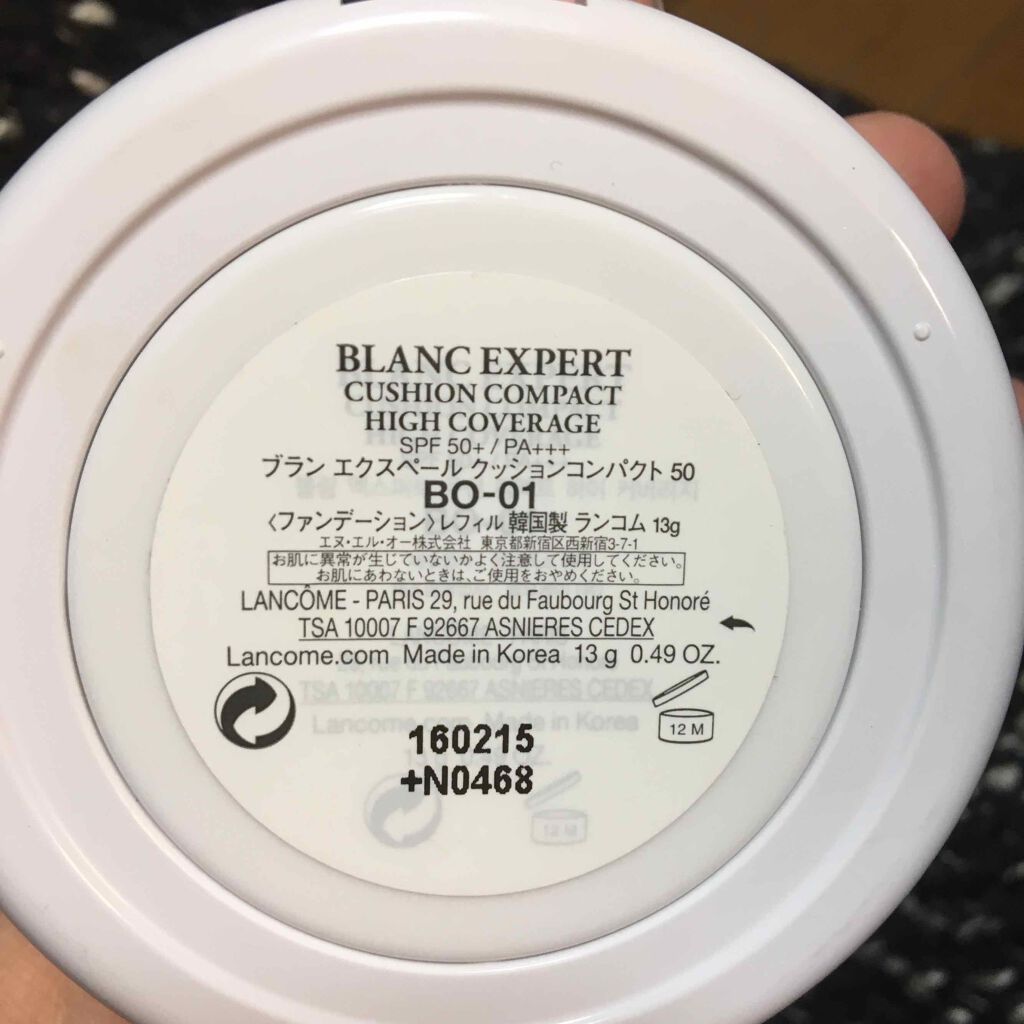 BLANC EXPERT
CUSHION COMPACT
HIGH COVERAGE
SPF 50+ / PA+++
ブラン エクスペール クッションコンパクト 50
BO-01
〈ファンデーション〉レフィル 韓国製 ランコム 13g
エヌ・エル・オー株式会社 東京都新宿区西新宿3-7-1
お肌に異常が生じていないかよく注意して使用してください。
お肌にあわないときは、ご使用をおやめください。
LANCÔME - PARIS 29, rue du Faubourg St Honoré
TSA 10007 F 92667 ASNIERES CEDEX
Lancome.com Made in Korea 13 g 0.49 OZ.
12 M
160215
+N0468